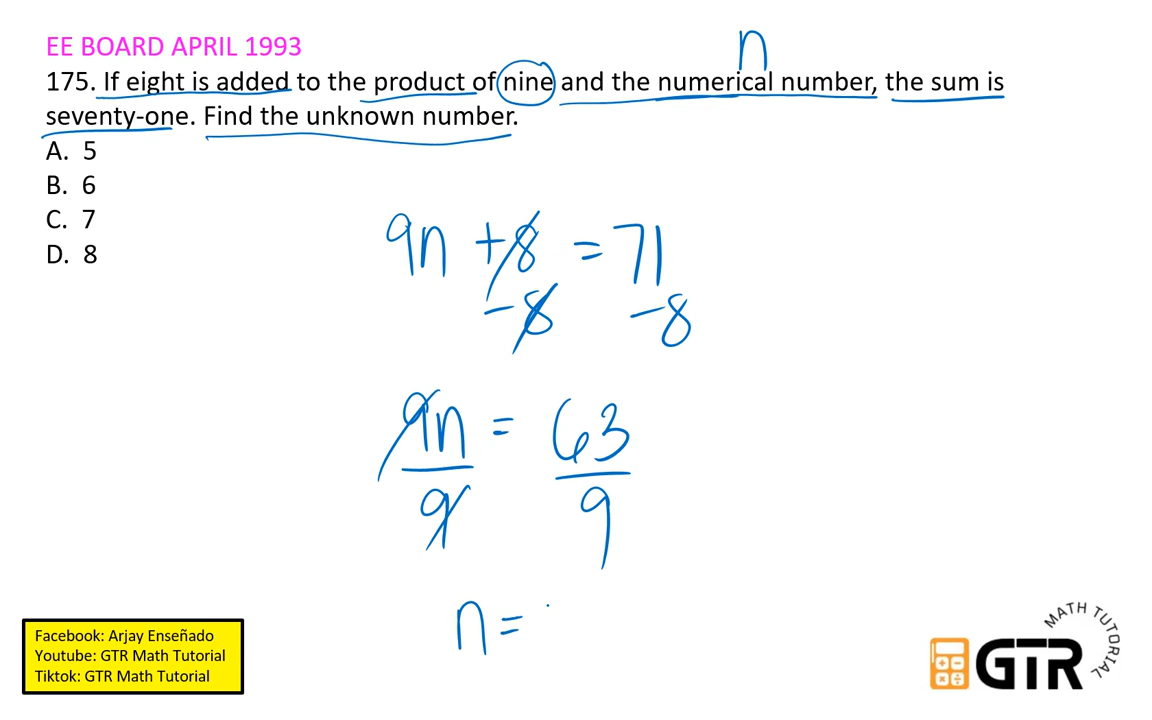 EE BOARD APRIL 1993
n
175. If eight is added to the product of nine and the numerical number, the sum is
seventy-one. Find the unknown number.
A. 5
B. 6
C. 7
D. 8
9n + 8 = 71
- 8 - 8
9n = 63
9 9
n =
Facebook: Arjay Enseñado
Youtube: GTR Math Tutorial
Tiktok: GTR Math Tutorial
MATH TUTORIAL
GTR